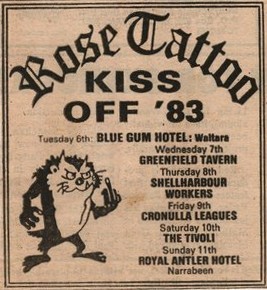 Rose Tattoo
KISS
OFF '83
Tuesday 6th: BLUE GUM HOTEL: Waitara
Wednesday 7th
GREENFIELD TAVERN
Thursday 8th
SHELLHARBOUR
WORKERS
Friday 9th
CRONULLA LEAGUES
Saturday 10th
THE TIVOLI
Sunday 11th
ROYAL ANTLER HOTEL
Narrabeen